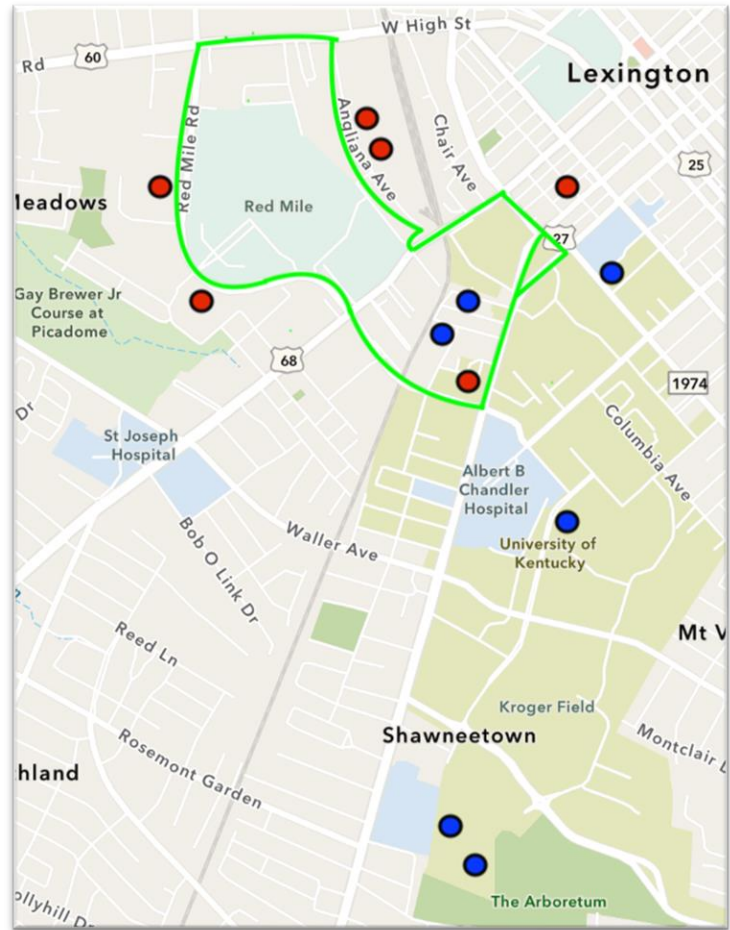 W High St
Rd
60
Lexington
25
Angliana Ave
Chair Ave
Red Mile Rd
Meadows
Red Mile
27
Gay Brewer Jr
Course at
Picadome
68
1974
Dr
St Joseph
Hospital
Columbia Ave
Albert B
Chandler
Hospital
Bob O Link Dr
Waller Ave
University of
Kentucky
Reed Ln
Mt V
Kroger Field
Shawneetown
Montclair
hland
Rosemont Garden
ollyhill Dr
The Arboretum